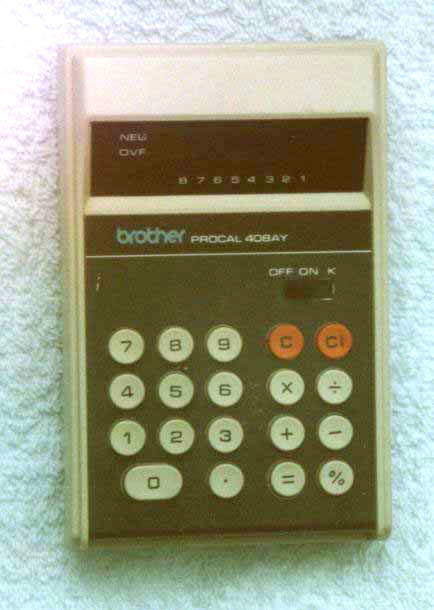 NEG
OVF
8 7 6 5 4 3 2 1
brother PROCAL 408AY
OFF ON K
7 8 9 C CI
4 5 6 × ÷
1 2 3 + −
0 . = %